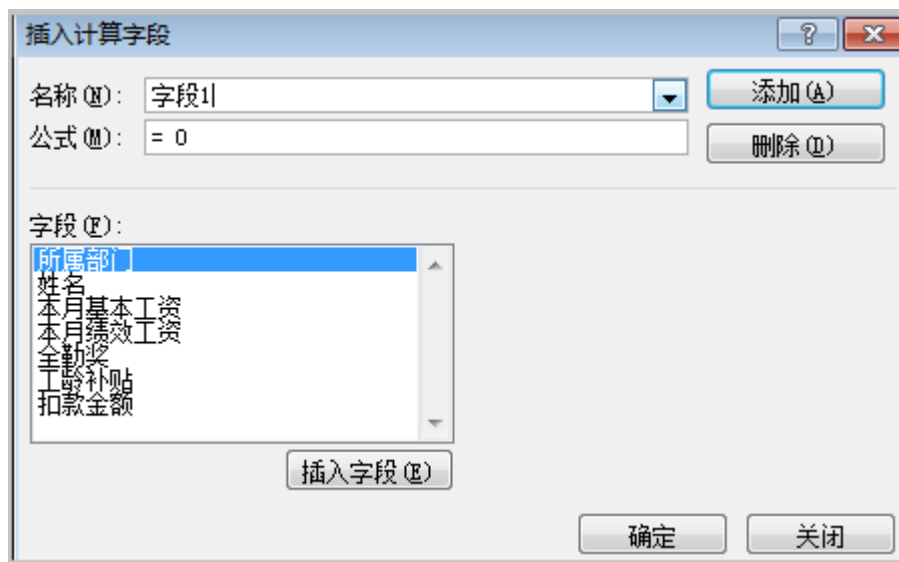 插入计算字段
名称(N): 字段1 添加(A)
公式(M): = 0 删除(D)
字段(F):
所属部门
姓名
本月基本工资
本月绩效工资
全勤奖
工龄补贴
扣款金额
插入字段(E)
确定 关闭